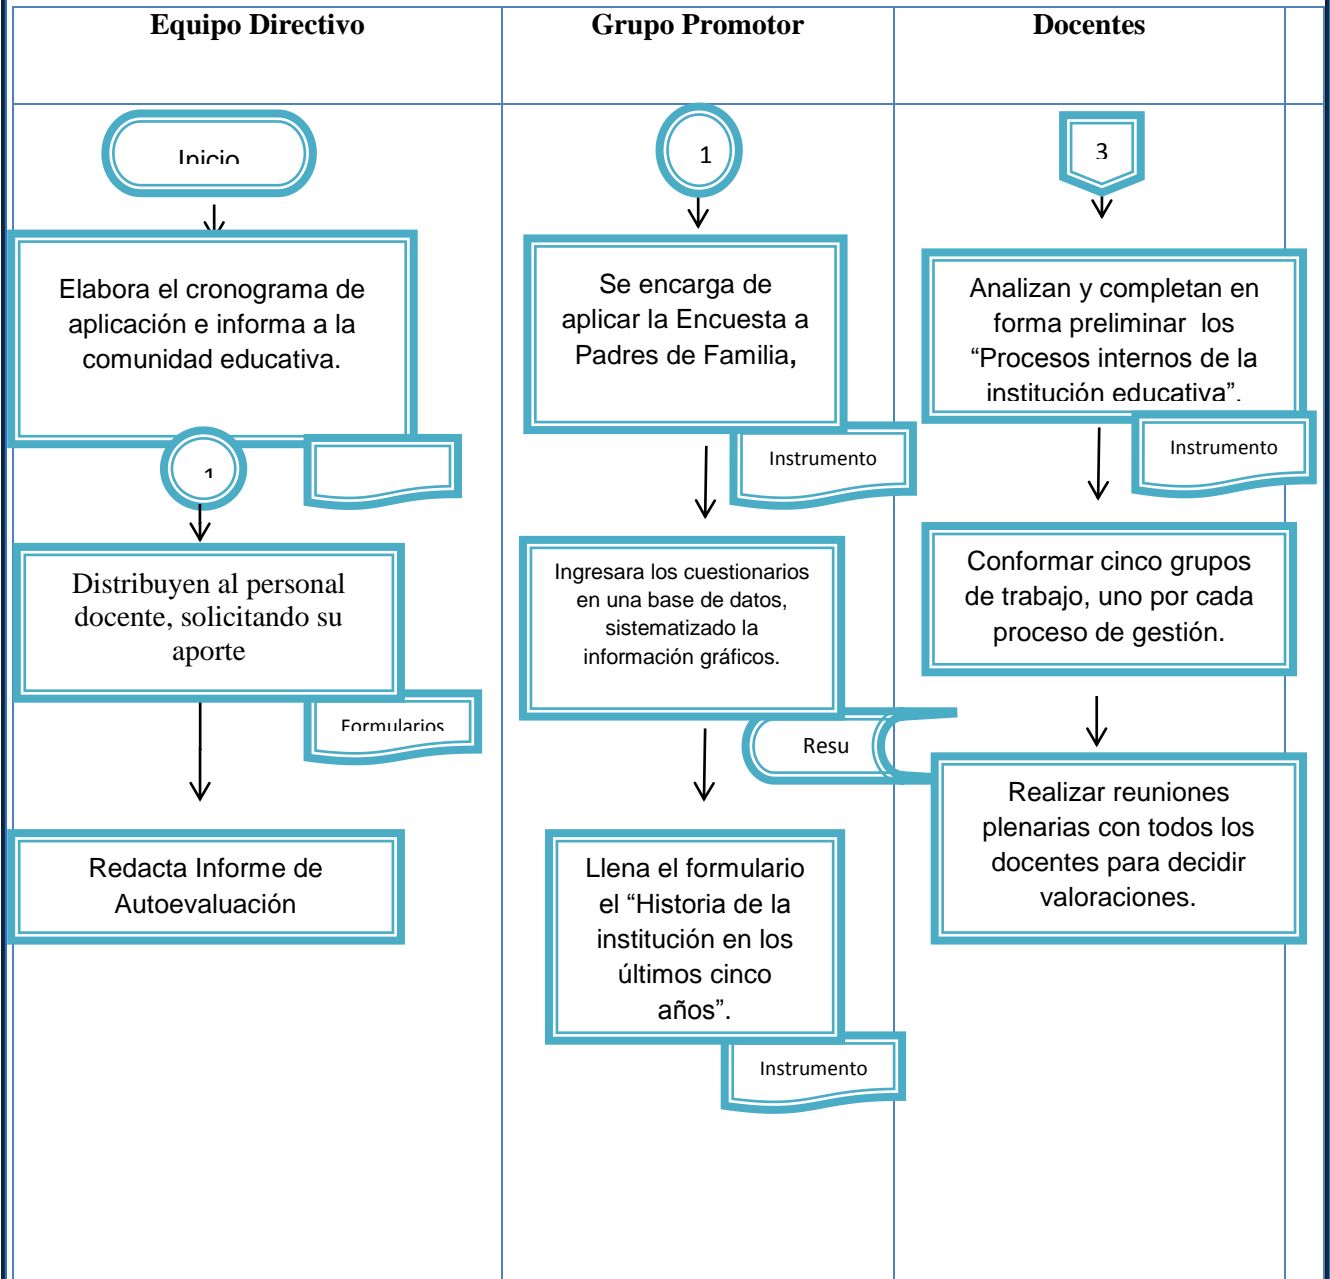 Equipo Directivo
Grupo Promotor
Docentes
Inicio
Elabora el cronograma de
aplicación e informa a la
comunidad educativa.
1
Distribuyen al personal
docente, solicitando su
aporte
Formularios
Redacta Informe de
Autoevaluación
1
Se encarga de
aplicar la Encuesta a
Padres de Familia,
Instrumento
Ingresara los cuestionarios
en una base de datos,
sistematizado la
información gráficos.
Resu
Llena el formulario
el “Historia de la
institución en los
últimos cinco
años”.
Instrumento
3
Analizan y completan en
forma preliminar los
“Procesos internos de la
institución educativa”.
Instrumento
Conformar cinco grupos
de trabajo, uno por cada
proceso de gestión.
Realizar reuniones
plenarias con todos los
docentes para decidir
valoraciones.